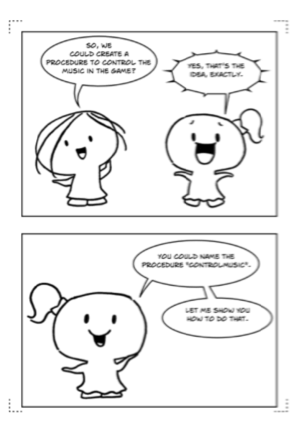 SO, WE
COULD CREATE A
PROCEDURE TO CONTROL THE
MUSIC IN THE GAME?
YES, THAT'S THE
IDEA, EXACTLY.
YOU COULD NAME THE
PROCEDURE "CONTROLMUSIC".
LET ME SHOW YOU
HOW TO DO THAT.